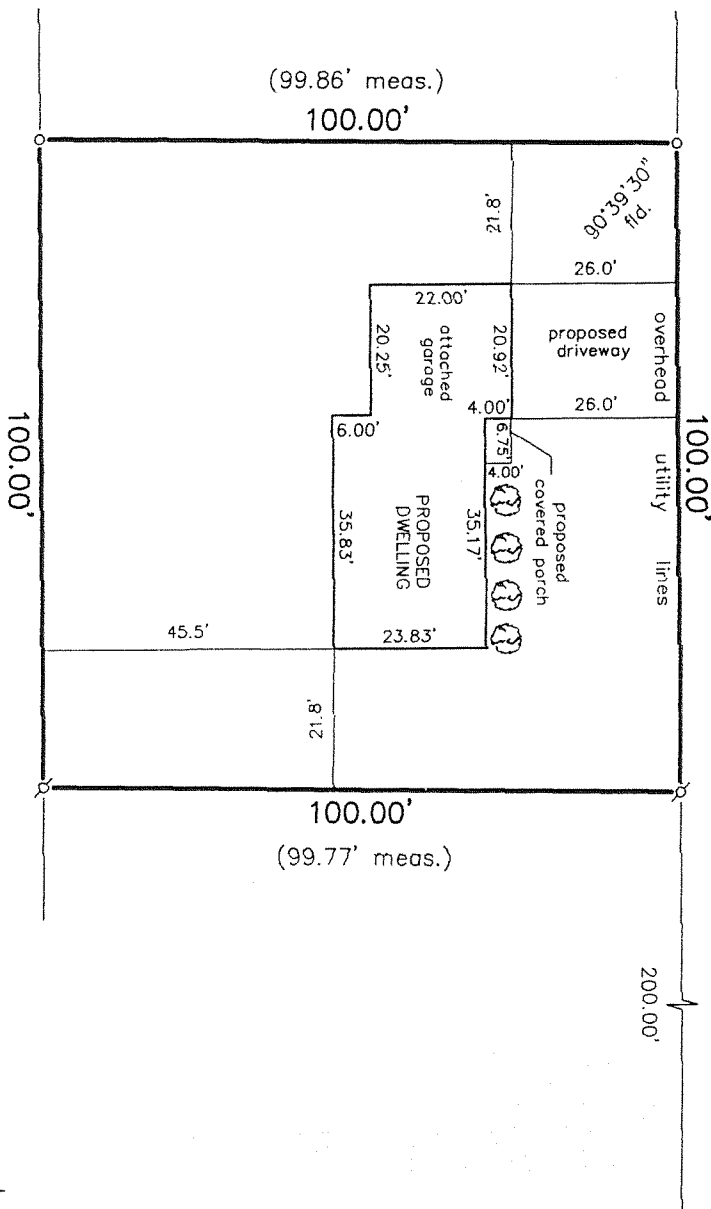 (99.86' meas.)
100.00'
90°39'30"
fld.
21.8'
26.0'
22.00'
overhead utility lines
attached
garage
20.25'
20.92'
proposed
driveway
4.00'
26.0'
6.00'
6.75'
4.00'
proposed
covered porch
100.00'
100.00'
PROPOSED
DWELLING
35.83'
35.17'
45.5'
23.83'
21.8'
100.00'
(99.77' meas.)
200.00'